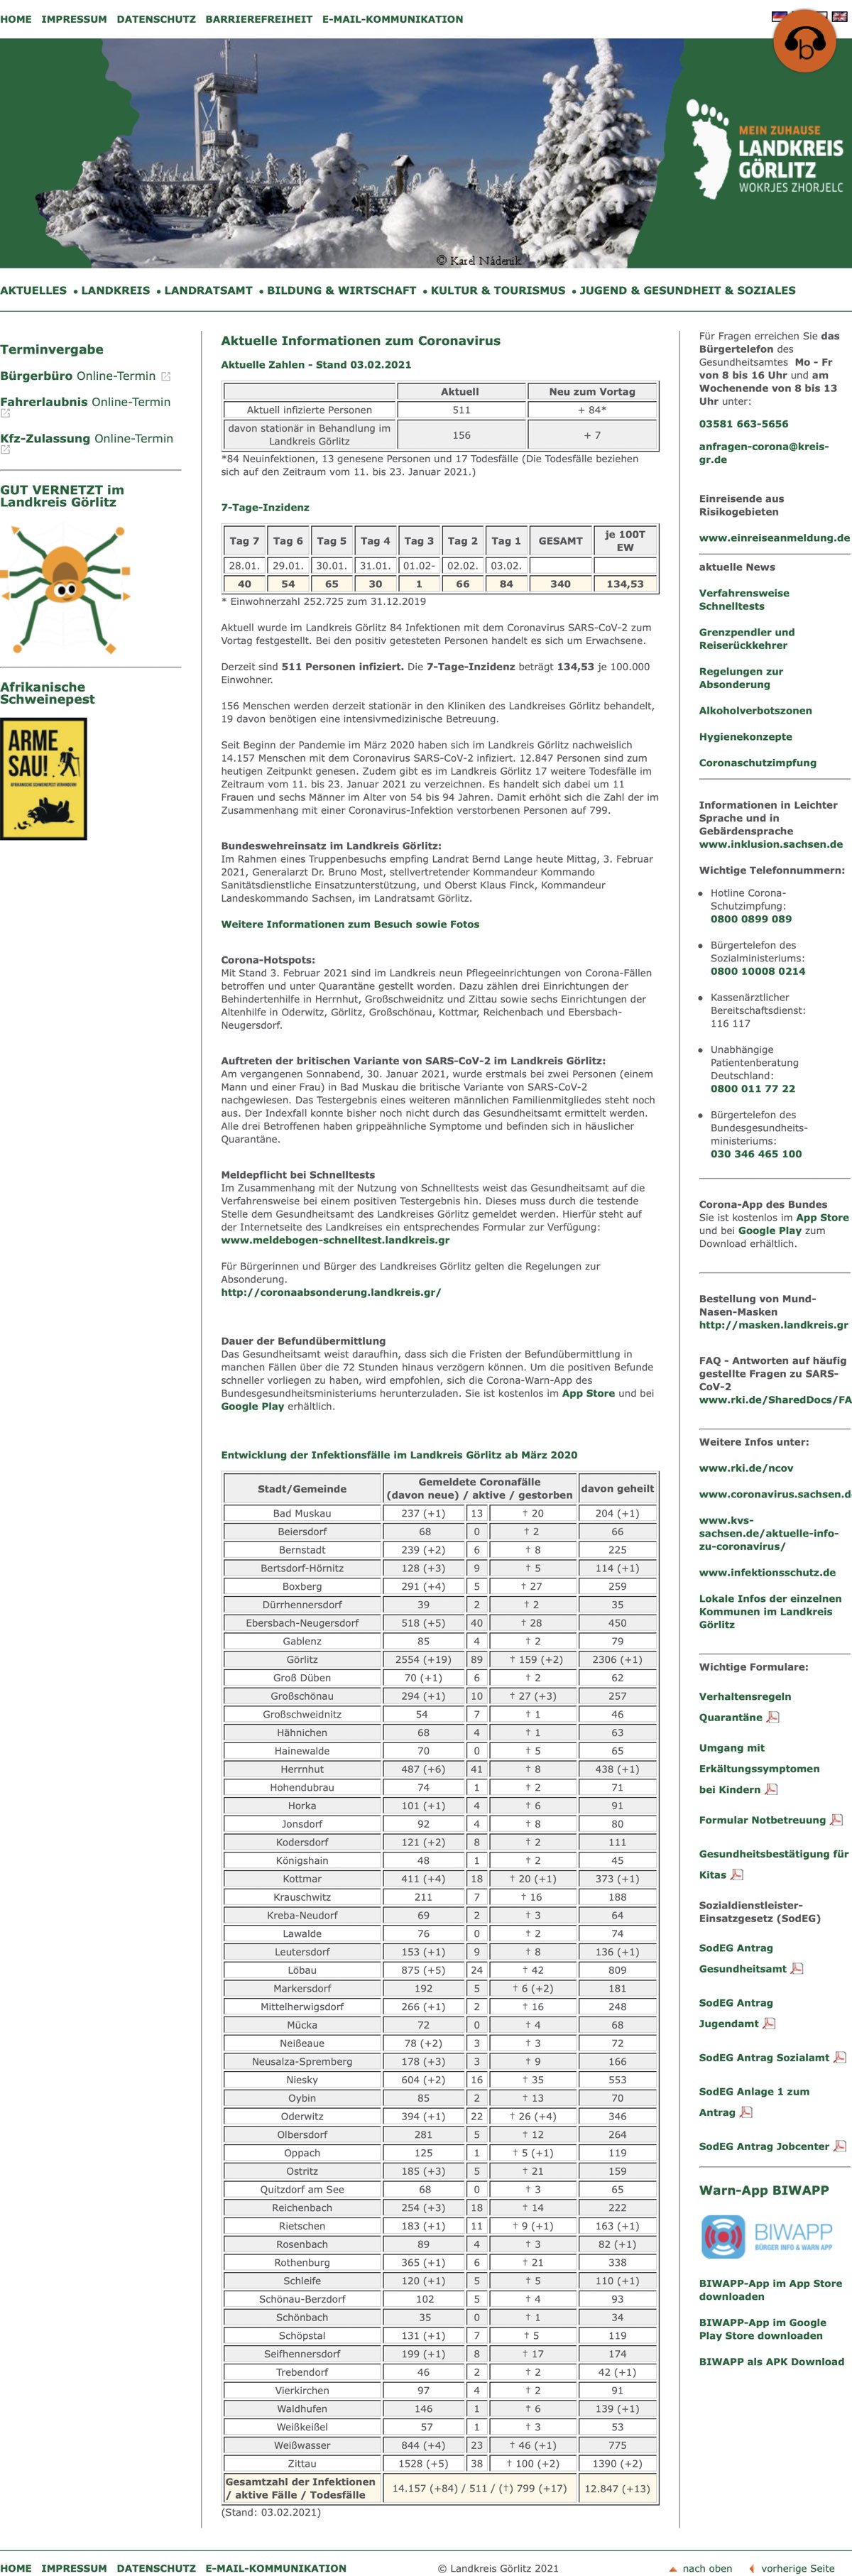 HOME IMPRESSUM DATENSCHUTZ BARRIEREFREIHEIT E-MAIL-KOMMUNIKATION
MEIN ZUHAUSE
LANDKREIS
GÖRLITZ
WOKRJES ZHORJELC
© Karel Náderik
AKTUELLES • LANDKREIS • LANDRATSAMT • BILDUNG & WIRTSCHAFT • KULTUR & TOURISMUS • JUGEND & GESUNDHEIT & SOZIALES
Terminvergabe
Bürgerbüro Online-Termin
Fahrerlaubnis Online-Termin
Kfz-Zulassung Online-Termin
GUT VERNETZT im
Landkreis Görlitz
Afrikanische
Schweinepest
ARME
SAU!
Aktuelle Informationen zum Coronavirus
Aktuelle Zahlen - Stand 03.02.2021
Aktuell Neu zum Vortag
Aktuell infizierte Personen 511 + 84*
davon stationär in Behandlung im
Landkreis Görlitz 156 + 7
*84 Neuinfektionen, 13 genesene Personen und 17 Todesfälle (Die Todesfälle beziehen
sich auf den Zeitraum vom 11. bis 23. Januar 2021.)
7-Tage-Inzidenz
Tag 7 Tag 6 Tag 5 Tag 4 Tag 3 Tag 2 Tag 1 GESAMT je 100T
EW
28.01. 29.01. 30.01. 31.01. 01.02- 02.02. 03.02.
40 54 65 30 1 66 84 340 134,53
* Einwohnerzahl 252.725 zum 31.12.2019
Aktuell wurde im Landkreis Görlitz 84 Infektionen mit dem Coronavirus SARS-CoV-2 zum
Vortag festgestellt. Bei den positiv getesteten Personen handelt es sich um Erwachsene.
Derzeit sind 511 Personen infiziert. Die 7-Tage-Inzidenz beträgt 134,53 je 100.000
Einwohner.
156 Menschen werden derzeit stationär in den Kliniken des Landkreises Görlitz behandelt,
19 davon benötigen eine intensivmedizinische Betreuung.
Seit Beginn der Pandemie im März 2020 haben sich im Landkreis Görlitz nachweislich
14.157 Menschen mit dem Coronavirus SARS-CoV-2 infiziert. 12.847 Personen sind zum
heutigen Zeitpunkt genesen. Zudem gibt es im Landkreis Görlitz 17 weitere Todesfälle im
Zeitraum vom 11. bis 23. Januar 2021 zu verzeichnen. Es handelt sich dabei um 11
Frauen und sechs Männer im Alter von 54 bis 94 Jahren. Damit erhöht sich die Zahl der im
Zusammenhang mit einer Coronavirus-Infektion verstorbenen Personen auf 799.
Bundeswehreinsatz im Landkreis Görlitz:
Im Rahmen eines Truppenbesuchs empfing Landrat Bernd Lange heute Mittag, 3. Februar
2021, Generalarzt Dr. Bruno Most, stellvertretender Kommandeur Kommando
Sanitätsdienstliche Einsatzunterstützung, und Oberst Klaus Finck, Kommandeur
Landeskommando Sachsen, im Landratsamt Görlitz.
Weitere Informationen zum Besuch sowie Fotos
Corona-Hotspots:
Mit Stand 3. Februar 2021 sind im Landkreis neun Pflegeeinrichtungen von Corona-Fällen
betroffen und unter Quarantäne gestellt worden. Dazu zählen drei Einrichtungen der
Behindertenhilfe in Herrnhut, Großschweidnitz und Zittau sowie sechs Einrichtungen der
Altenhilfe in Oderwitz, Görlitz, Großschönau, Kottmar, Reichenbach und Ebersbach-
Neugersdorf.
Auftreten der britischen Variante von SARS-CoV-2 im Landkreis Görlitz:
Am vergangenen Sonnabend, 30. Januar 2021, wurde erstmals bei zwei Personen (einem
Mann und einer Frau) in Bad Muskau die britische Variante von SARS-CoV-2
nachgewiesen. Das Testergebnis eines weiteren männlichen Familienmitgliedes steht noch
aus. Der Indexfall konnte bisher noch nicht durch das Gesundheitsamt ermittelt werden.
Alle drei Betroffenen haben grippeähnliche Symptome und befinden sich in häuslicher
Quarantäne.
Meldepflicht bei Schnelltests
Im Zusammenhang mit der Nutzung von Schnelltests weist das Gesundheitsamt auf die
Verfahrensweise bei einem positiven Testergebnis hin. Dieses muss durch die testende
Stelle dem Gesundheitsamt des Landkreises Görlitz gemeldet werden. Hierfür steht auf
der Internetseite des Landkreises ein entsprechendes Formular zur Verfügung:
www.meldebogen-schnelltest.landkreis.gr
Für Bürgerinnen und Bürger des Landkreises Görlitz gelten die Regelungen zur
Absonderung.
http://coronaabsonderung.landkreis.gr/
Dauer der Befundübermittlung
Das Gesundheitsamt weist daraufhin, dass sich die Fristen der Befundübermittlung in
manchen Fällen über die 72 Stunden hinaus verzögern können. Um die positiven Befunde
schneller vorliegen zu haben, wird empfohlen, sich die Corona-Warn-App des
Bundesgesundheitsministeriums herunterzuladen. Sie ist kostenlos im App Store und bei
Google Play erhältlich.
Entwicklung der Infektionsfälle im Landkreis Görlitz ab März 2020
Stadt/Gemeinde Gemeldete Coronafälle
(davon neue) / aktive / gestorben davon geheilt
Bad Muskau 237 (+1) 13 † 20 204 (+1)
Beiersdorf 68 0 † 2 66
Bernstadt 239 (+2) 6 † 8 225
Bertsdorf-Hörnitz 128 (+3) 9 † 5 114 (+1)
Boxberg 291 (+4) 5 † 27 259
Dürrhennersdorf 39 2 † 2 35
Ebersbach-Neugersdorf 518 (+5) 40 † 28 450
Gablenz 85 4 † 2 79
Görlitz 2554 (+19) 89 † 159 (+2) 2306 (+1)
Groß Düben 70 (+1) 6 † 2 62
Großschönau 294 (+1) 10 † 27 (+3) 257
Großschweidnitz 54 7 † 1 46
Hähnichen 68 4 † 1 63
Hainewalde 70 0 † 5 65
Herrnhut 487 (+6) 41 † 8 438 (+1)
Hohendubrau 74 1 † 2 71
Horka 101 (+1) 4 † 6 91
Jonsdorf 92 4 † 8 80
Kodersdorf 121 (+2) 8 † 2 111
Königshain 48 1 † 2 45
Kottmar 411 (+4) 18 † 20 (+1) 373 (+1)
Krauschwitz 211 7 † 16 188
Kreba-Neudorf 69 2 † 3 64
Lawalde 76 0 † 2 74
Leutersdorf 153 (+1) 9 † 8 136 (+1)
Löbau 875 (+5) 24 † 42 809
Markersdorf 192 5 † 6 (+2) 181
Mittelherwigsdorf 266 (+1) 2 † 16 248
Mücka 72 0 † 4 68
Neißeaue 78 (+2) 3 † 3 72
Neusalza-Spremberg 178 (+3) 3 † 9 166
Niesky 604 (+2) 16 † 35 553
Oybin 85 2 † 13 70
Oderwitz 394 (+1) 22 † 26 (+4) 346
Olbersdorf 281 5 † 12 264
Oppach 125 1 † 5 (+1) 119
Ostritz 185 (+3) 5 † 21 159
Quitzdorf am See 68 0 † 3 65
Reichenbach 254 (+3) 18 † 14 222
Rietschen 183 (+1) 11 † 9 (+1) 163 (+1)
Rosenbach 89 4 † 3 82 (+1)
Rothenburg 365 (+1) 6 † 21 338
Schleife 120 (+1) 5 † 5 110 (+1)
Schönau-Berzdorf 102 5 † 4 93
Schönbach 35 0 † 1 34
Schöpstal 131 (+1) 7 † 5 119
Seifhennersdorf 199 (+1) 8 † 17 174
Trebendorf 46 2 † 2 42 (+1)
Vierkirchen 97 4 † 2 91
Waldhufen 146 1 † 6 139 (+1)
Weißkeißel 57 1 † 3 53
Weißwasser 844 (+4) 23 † 46 (+1) 775
Zittau 1528 (+5) 38 † 100 (+2) 1390 (+2)
Gesamtzahl der Infektionen
/ aktive Fälle / Todesfälle 14.157 (+84) / 511 / (†) 799 (+17) 12.847 (+13)
(Stand: 03.02.2021)
Für Fragen erreichen Sie das
Bürgertelefon des
Gesundheitsamtes Mo - Fr
von 8 bis 16 Uhr und am
Wochenende von 8 bis 13
Uhr unter:
03581 663-5656
anfragen-corona@kreis-
gr.de
Einreisende aus
Risikogebieten
www.einreiseanmeldung.de
aktuelle News
Verfahrensweise
Schnelltests
Grenzpendler und
Reiserückkehrer
Regelungen zur
Absonderung
Alkoholverbotszonen
Hygienekonzepte
Coronaschutzimpfung
Informationen in Leichter
Sprache und in
Gebärdensprache
www.inklusion.sachsen.de
Wichtige Telefonnummern:
• Hotline Corona-
Schutzimpfung:
0800 0899 089
• Bürgertelefon des
Sozialministeriums:
0800 10008 0214
• Kassenärztlicher
Bereitschaftsdienst:
116 117
• Unabhängige
Patientenberatung
Deutschland:
0800 011 77 22
• Bürgertelefon des
Bundesgesundheits-
ministeriums:
030 346 465 100
Corona-App des Bundes
Sie ist kostenlos im App Store
und bei Google Play zum
Download erhältlich.
Bestellung von Mund-
Nasen-Masken
http://masken.landkreis.gr
FAQ - Antworten auf häufig
gestellte Fragen zu SARS-
CoV-2
www.rki.de/SharedDocs/FA
Weitere Infos unter:
www.rki.de/ncov
www.coronavirus.sachsen.d
www.kvs-
sachsen.de/aktuelle-info-
zu-coronavirus/
www.infektionsschutz.de
Lokale Infos der einzelnen
Kommunen im Landkreis
Görlitz
Wichtige Formulare:
Verhaltensregeln
Quarantäne
Umgang mit
Erkältungssymptomen
bei Kindern
Formular Notbetreuung
Gesundheitsbestätigung für
Kitas
Sozialdienstleister-
Einsatzgesetz (SodEG)
SodEG Antrag
Gesundheitsamt
SodEG Antrag
Jugendamt
SodEG Antrag Sozialamt
SodEG Anlage 1 zum
Antrag
SodEG Antrag Jobcenter
Warn-App BIWAPP
BIWAPP
BÜRGER INFO & WARN APP
BIWAPP-App im App Store
downloaden
BIWAPP-App im Google
Play Store downloaden
BIWAPP als APK Download
HOME IMPRESSUM DATENSCHUTZ E-MAIL-KOMMUNIKATION © Landkreis Görlitz 2021 nach oben vorherige Seite